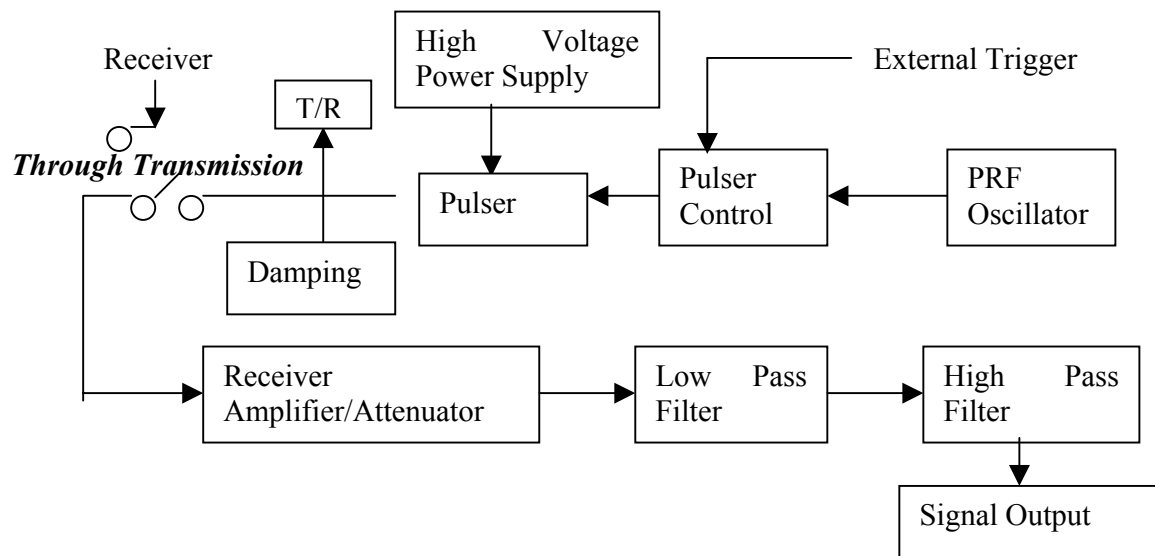 High Voltage
Power Supply
Receiver
External Trigger
T/R
Through Transmission
Pulser
Pulser
Control
PRF
Oscillator
Damping
Receiver
Amplifier/Attenuator
Low Pass
Filter
High Pass
Filter
Signal Output